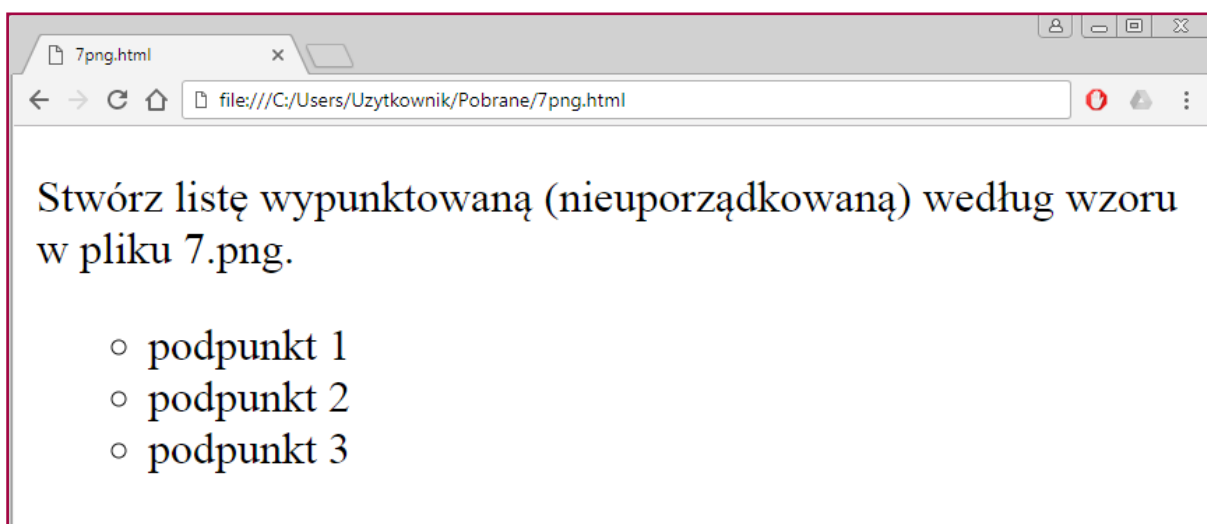 7png.html
file:///C:/Users/Uzytkownik/Pobrane/7png.html
Stwórz listę wypunktowaną (nieuporządkowaną) według wzoru
w pliku 7.png.
podpunkt 1
podpunkt 2
podpunkt 3